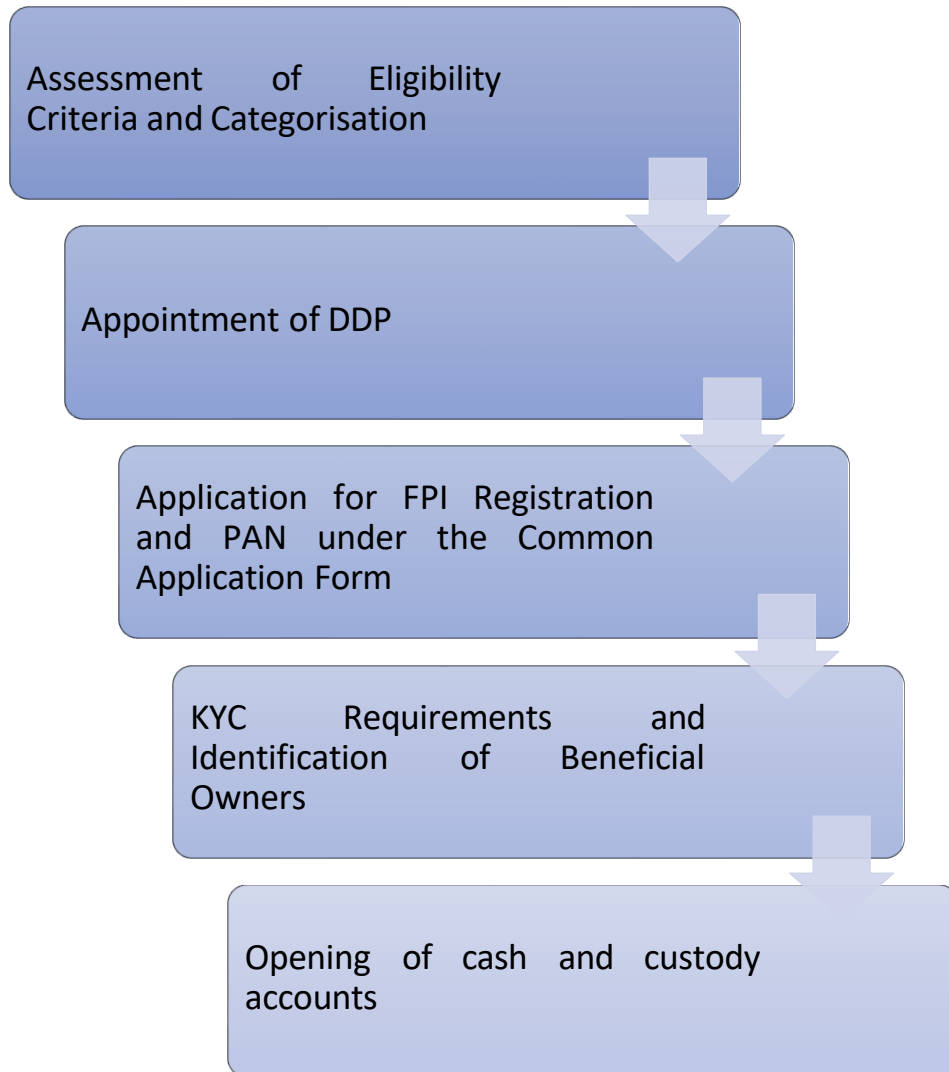 Assessment of Eligibility
Criteria and Categorisation
Appointment of DDP
Application for FPI Registration
and PAN under the Common
Application Form
KYC Requirements and
Identification of Beneficial
Owners
Opening of cash and custody
accounts